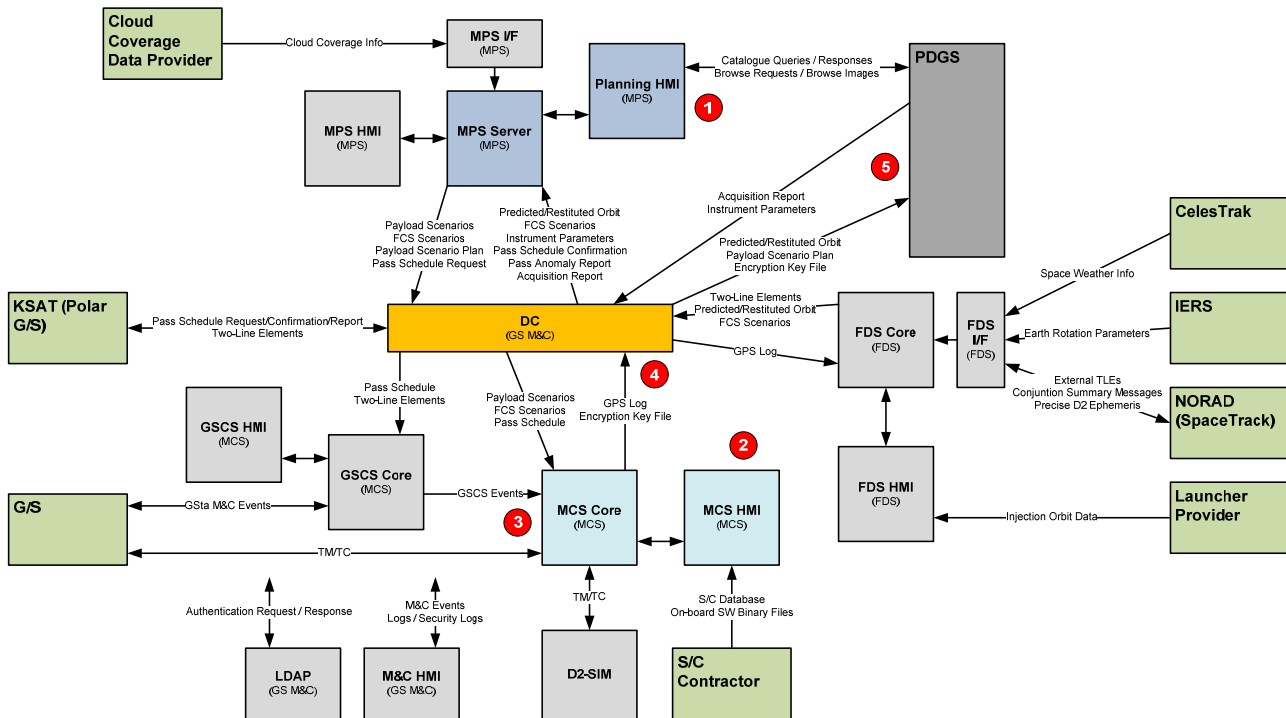 Cloud
Coverage
Data Provider
Cloud Coverage Info
MPS I/F
(MPS)
Planning HMI
(MPS)
Catalogue Queries / Responses
Browse Requests / Browse Images
PDGS
1
MPS HMI
(MPS)
MPS Server
(MPS)
5
Payload Scenarios
FCS Scenarios
Payload Scenario Plan
Pass Schedule Request
Predicted/Restituted Orbit
FCS Scenarios
Instrument Parameters
Pass Schedule Confirmation
Pass Anomaly Report
Acquisition Report
Acquisition Report
Instrument Parameters
Predicted/Restituted Orbit
Payload Scenario Plan
Encryption Key File
CelesTrak
Space Weather Info
KSAT (Polar
G/S)
Pass Schedule Request/Confirmation/Report
Two-Line Elements
DC
(GS M&C)
Two-Line Elements
Predicted/Restituted Orbit
FCS Scenarios
GPS Log
FDS Core
(FDS)
FDS
I/F
(FDS)
Earth Rotation Parameters
IERS
4
Pass Schedule
Two-Line Elements
Payload Scenarios
FCS Scenarios
Pass Schedule
GPS Log
Encryption Key File
External TLEs
Conjuntion Summary Messages
Precise D2 Ephemeris
NORAD
(SpaceTrack)
GSCS HMI
(MCS)
GSCS Core
(MCS)
2
G/S
GSta M&C Events
GSCS Events
3
MCS Core
(MCS)
MCS HMI
(MCS)
FDS HMI
(FDS)
Injection Orbit Data
Launcher
Provider
TM/TC
Authentication Request / Response
M&C Events
Logs / Security Logs
TM/TC
S/C Database
On-board SW Binary Files
LDAP
(GS M&C)
M&C HMI
(GS M&C)
D2-SIM
S/C
Contractor